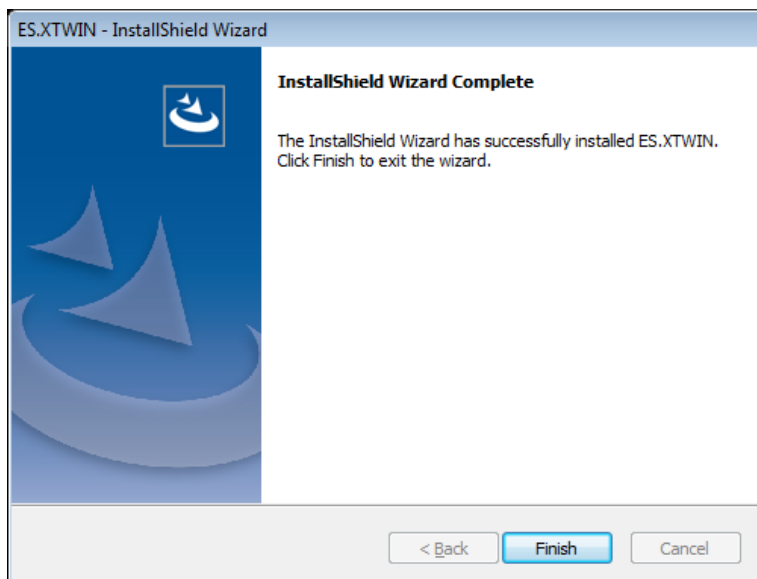 ES.XTWIN - InstallShield Wizard
InstallShield Wizard Complete
The InstallShield Wizard has successfully installed ES.XTWIN.
Click Finish to exit the wizard.
< Back
Finish
Cancel